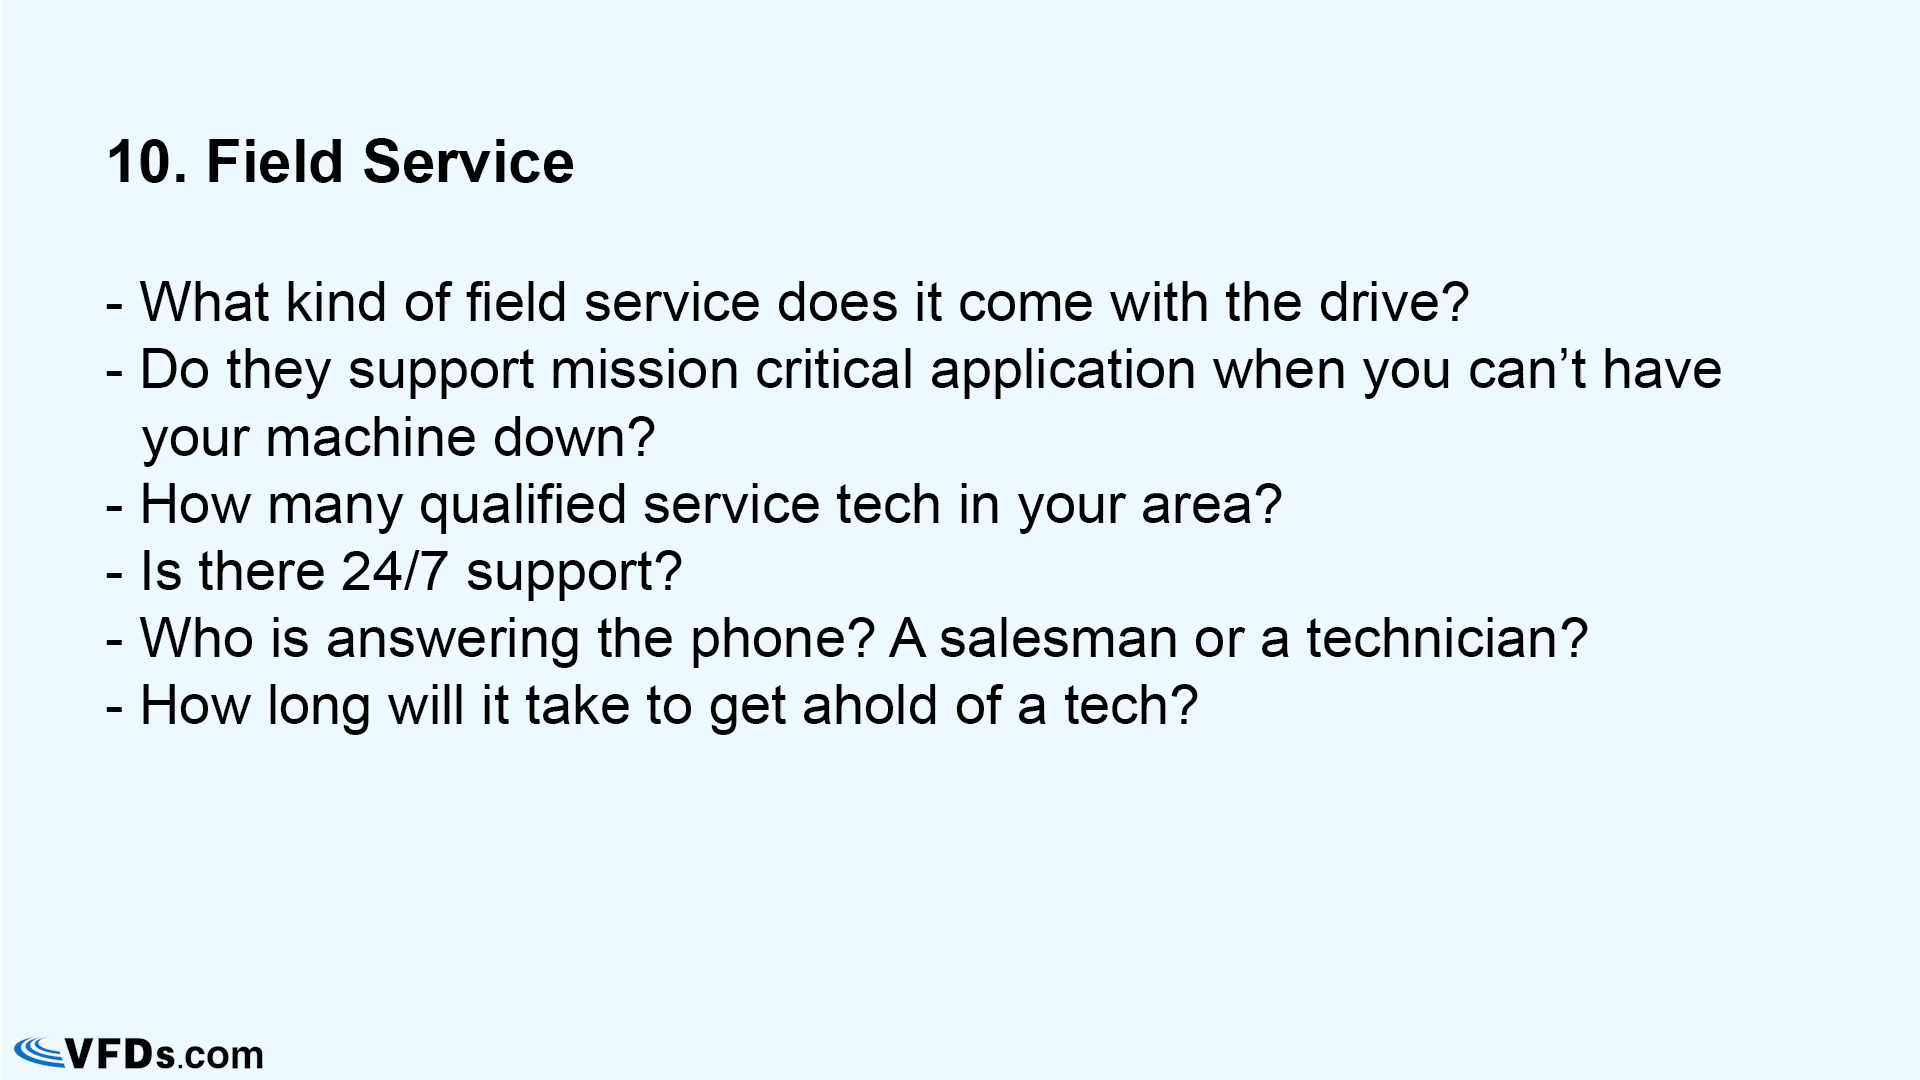 10. Field Service
- What kind of field service does it come with the drive?
- Do they support mission critical application when you can’t have
your machine down?
- How many qualified service tech in your area?
- Is there 24/7 support?
- Who is answering the phone? A salesman or a technician?
- How long will it take to get ahold of a tech?
VFDs.com